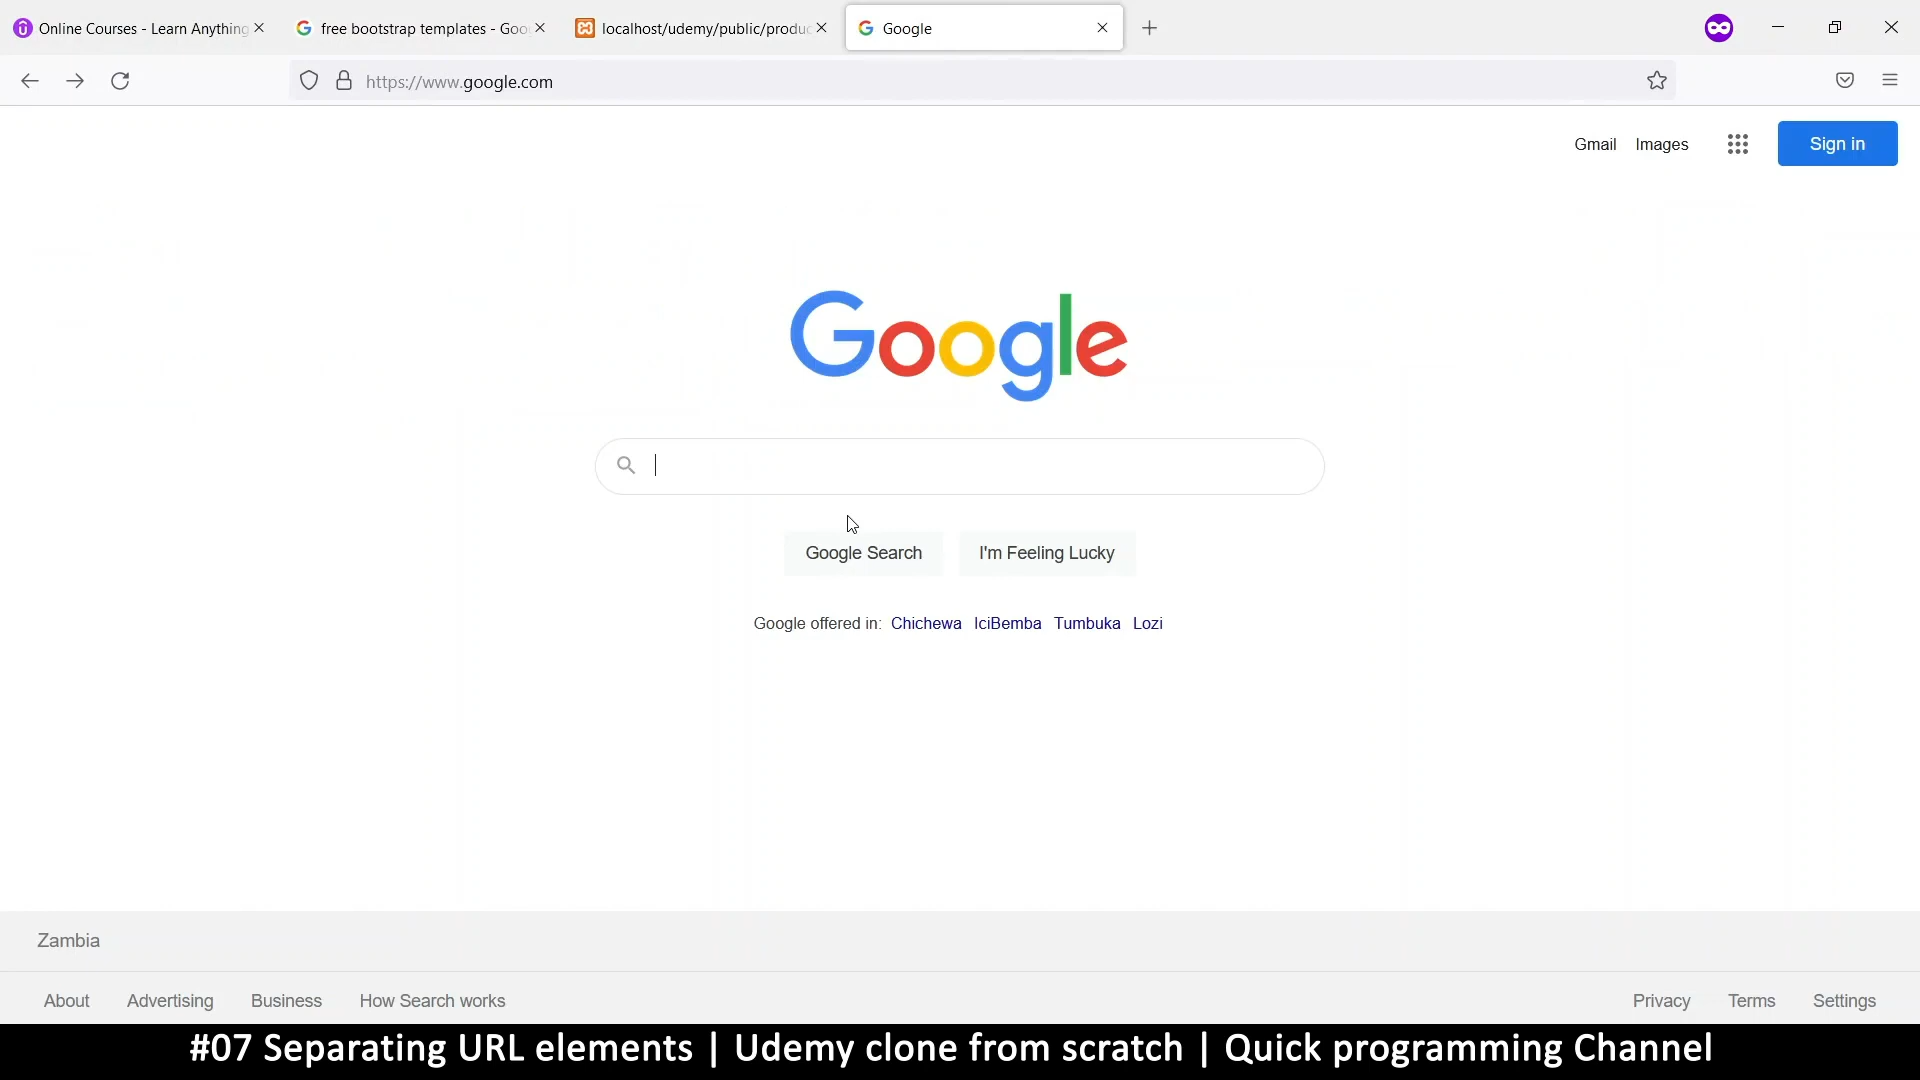 Online Courses - Learn Anything
free bootstrap templates - Goo
localhost/udemy/public/produc
Google
https://www.google.com
Gmail Images
Sign in
Google
Google Search
I'm Feeling Lucky
Google offered in: Chichewa IciBemba Tumbuka Lozi
Zambia
About Advertising Business How Search works
Privacy Terms Settings
#07 Separating URL elements | Udemy clone from scratch | Quick programming Channel